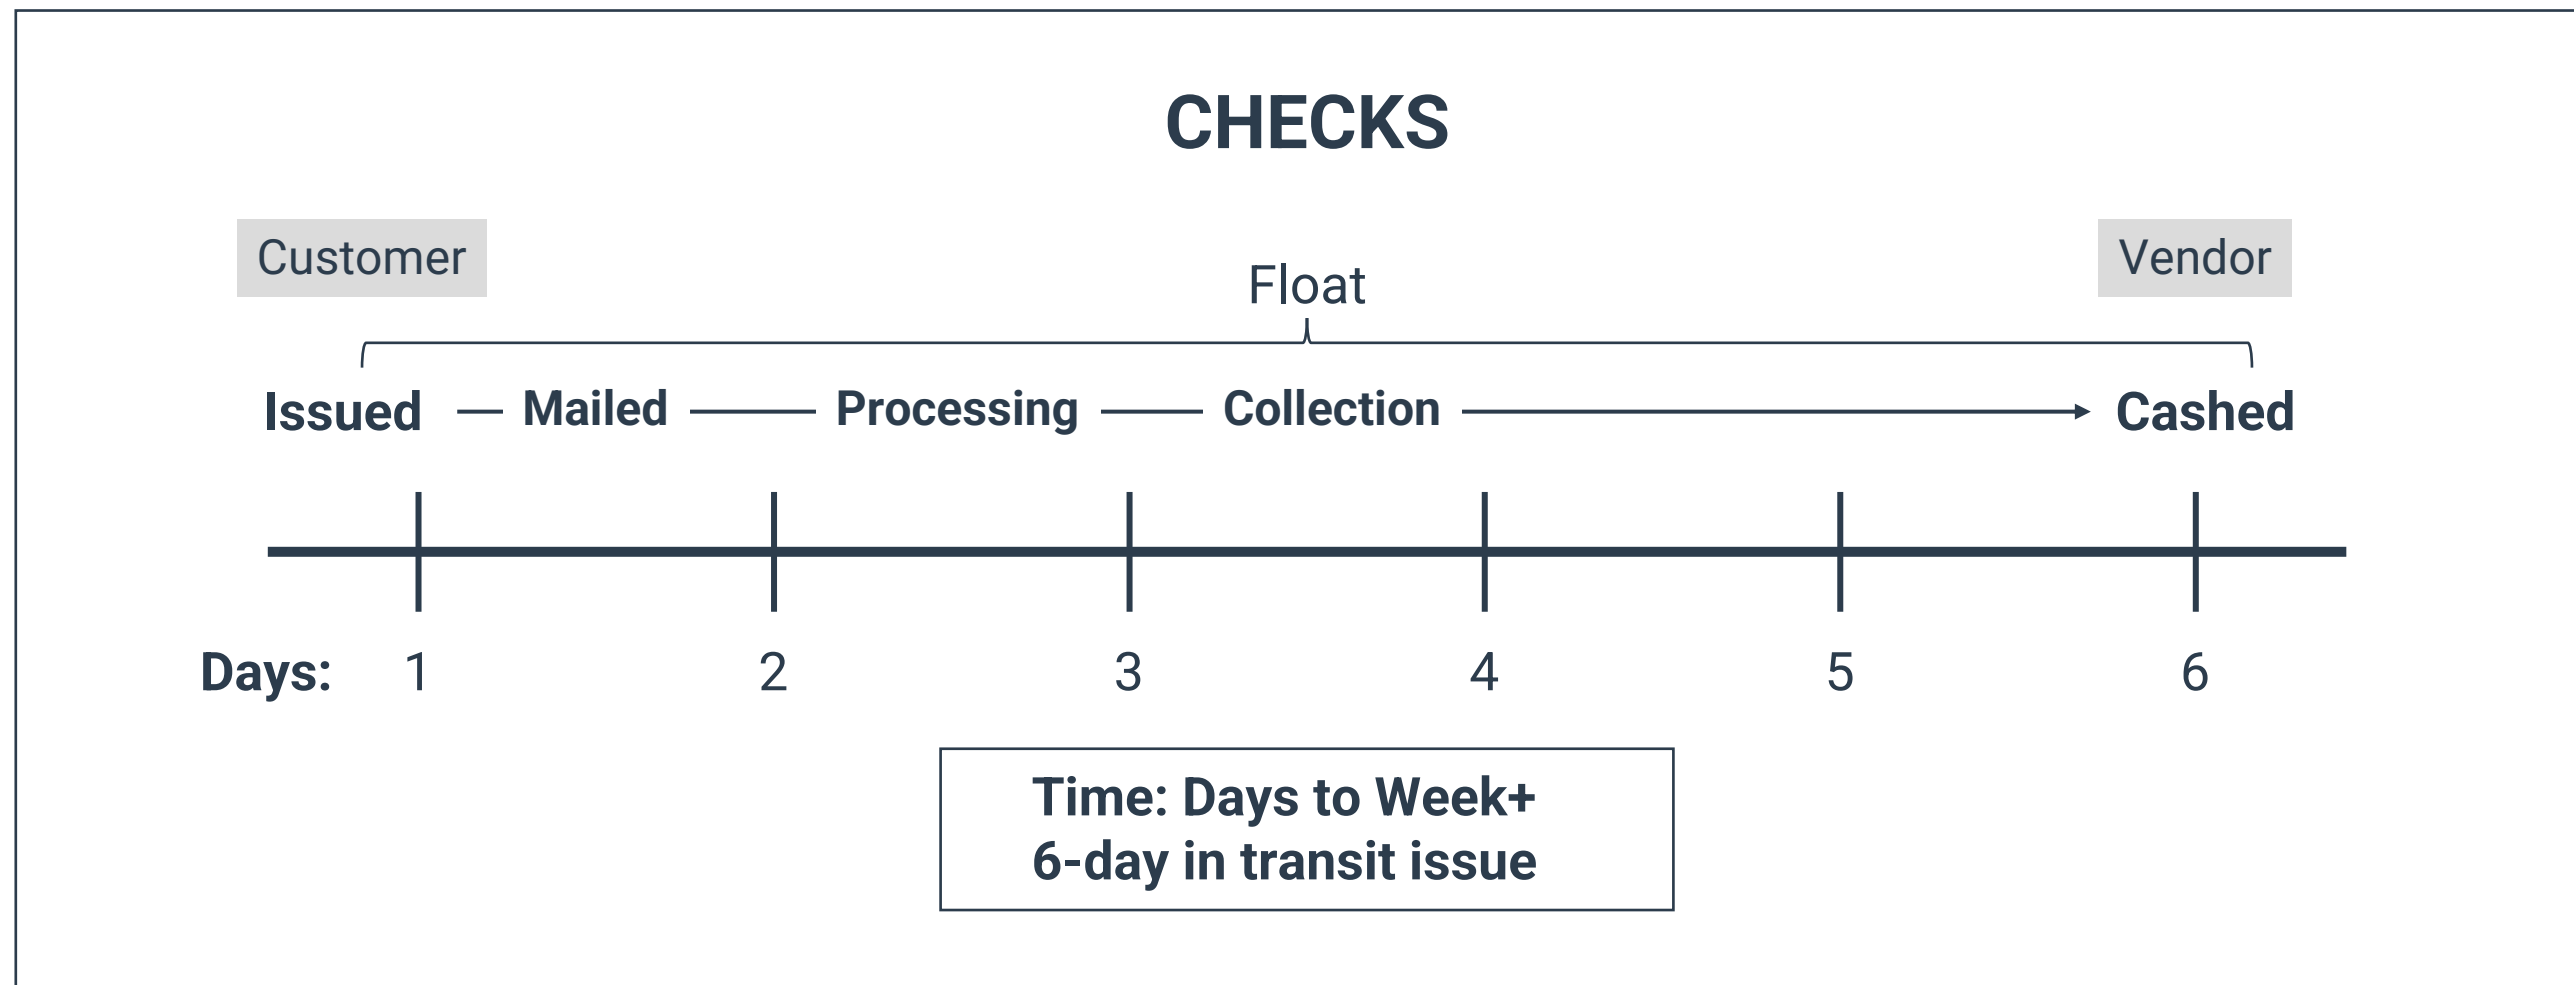 CHECKS
Customer
Vendor
Float
Issued Mailed Processing Collection Cashed
Days: 1 2 3 4 5 6
Time: Days to Week+
6-day in transit issue